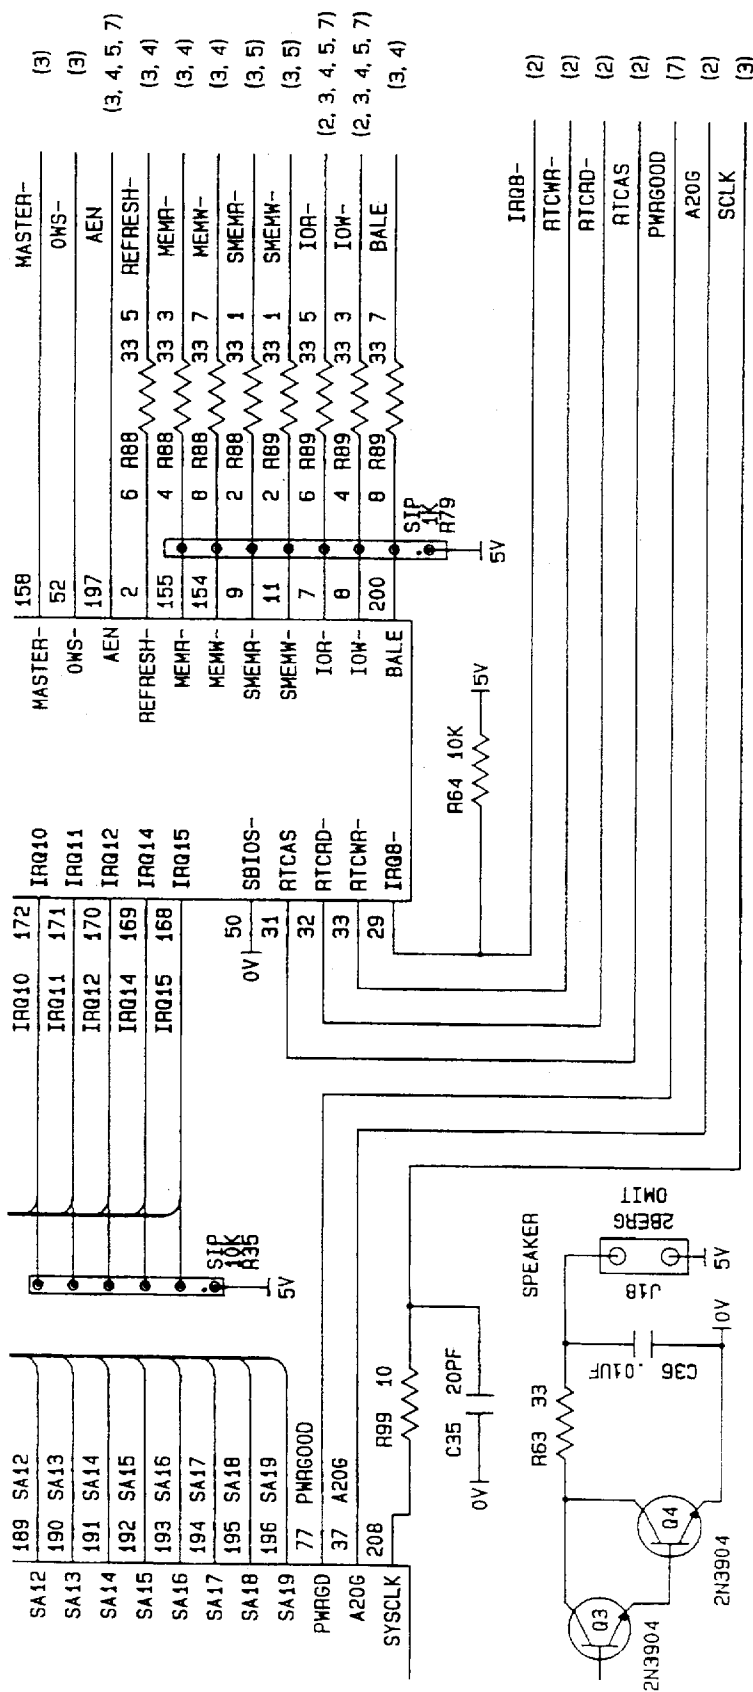 MASTER- 158 MASTER- (3)
0WS- 52 0WS- (3)
AEN 197 AEN (3, 4, 5, 7)
REFRESH- 2 6 R88 33 5 REFRESH- (3, 4)
MEMR- 155 4 R88 33 3 MEMR- (3, 4)
MEMW- 154 8 R88 33 7 MEMW- (3, 4)
SMEMR- 9 2 R88 33 1 SMEMR- (3, 5)
SMEMW- 11 2 R89 33 1 SMEMW- (3, 5)
IOR- 7 6 R89 33 5 IOR- (2, 3, 4, 5, 7)
IOW- 8 4 R89 33 3 IOW- (2, 3, 4, 5, 7)
BALE 200 8 R89 33 7 BALE (3, 4)
SIP
1K
R79
5V
IRQ10 172 IRQ10
IRQ11 171 IRQ11
IRQ12 170 IRQ12
IRQ14 169 IRQ14
IRQ15 168 IRQ15
SIP
10K
R35
5V
0V 50 SBIOS-
31 RTCAS
32 RTCRD-
33 RTCWR-
29 IRQ8-
R64 10K
5V
IRQ8- (2)
RTCWR- (2)
RTCRD- (2)
RTCAS (2)
PWRGOOD (7)
A20G (2)
SCLK (3)
SA12 189 SA12
SA13 190 SA13
SA14 191 SA14
SA15 192 SA15
SA16 193 SA16
SA17 194 SA17
SA18 195 SA18
SA19 196 SA19
PWRGD 77 PWRGOOD
A20G 37 A20G
SYSCLK 208
R99 10
C35 20PF
0V
SPEAKER
R63 33
C36 .01UF
0V
J18
2BERG
OMIT
5V
Q3
2N3904
Q4
2N3904